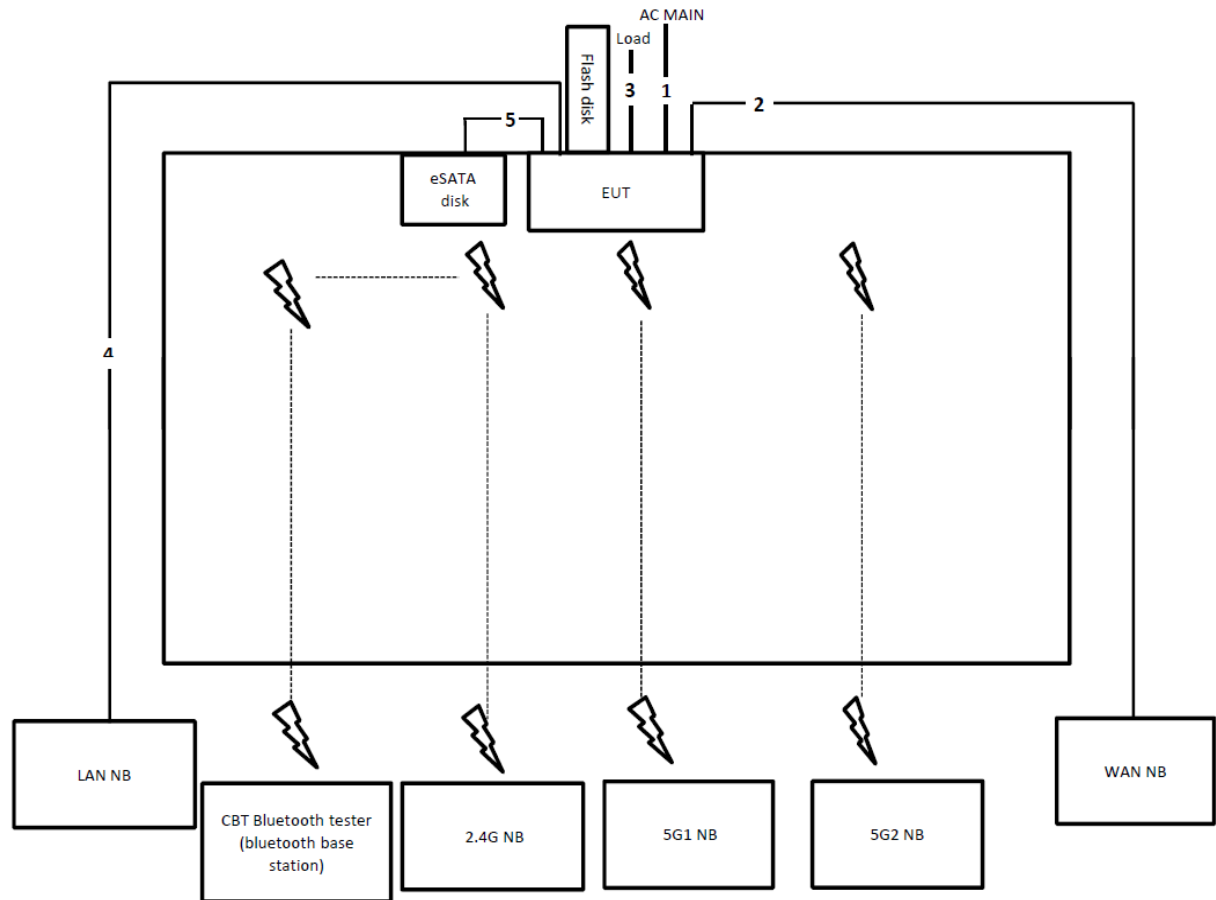 AC MAIN
Load
Flash disk
3
1
2
5
eSATA
disk
EUT
4
LAN NB
WAN NB
CBT Bluetooth tester
(bluetooth base
station)
2.4G NB
5G1 NB
5G2 NB